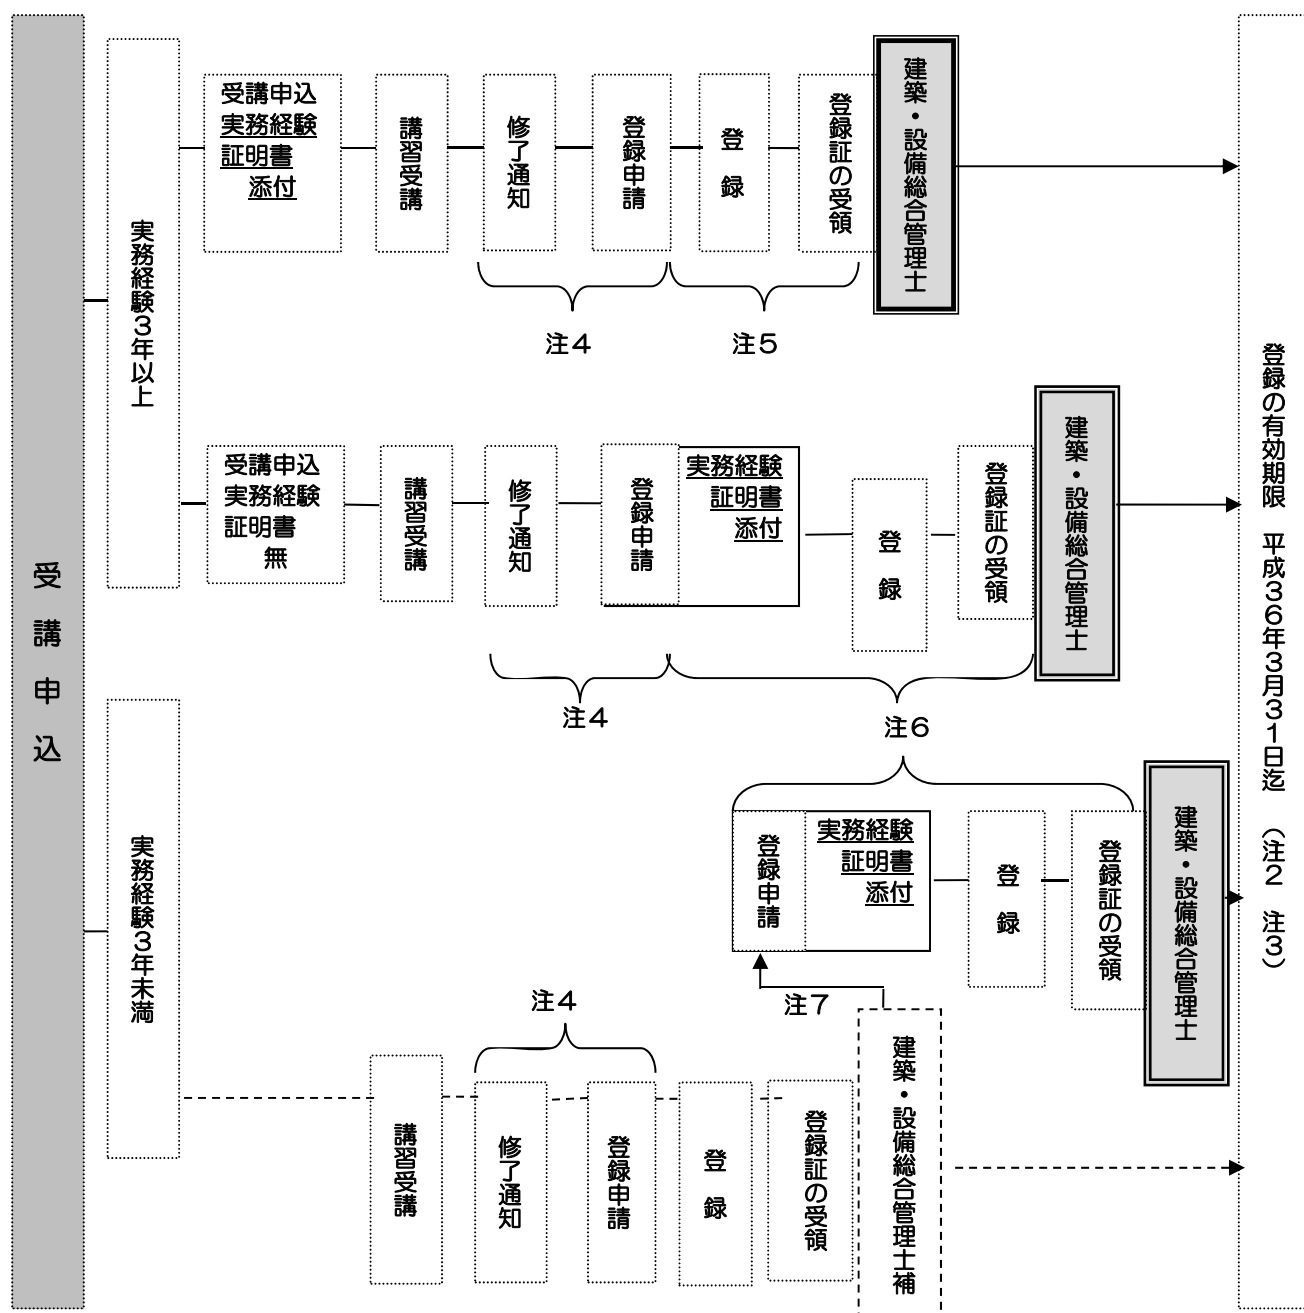 受講申込
実務経験３年以上
受講申込
実務経験
証明書
添付
講習受講
修了通知
登録申請
登録
登録証の受領
建築・設備総合管理士
注４
注５
受講申込
実務経験
証明書
無
講習受講
修了通知
登録申請
実務経験
証明書
添付
登録
登録証の受領
建築・設備総合管理士
注４
注６
実務経験３年未満
登録申請
実務経験
証明書
添付
登録
登録証の受領
建築・設備総合管理士
注７
注４
講習受講
修了通知
登録申請
登録
登録証の受領
建築・設備総合管理士補
登録の有効期限　平成３６年３月３１日迄　（注２　注３）